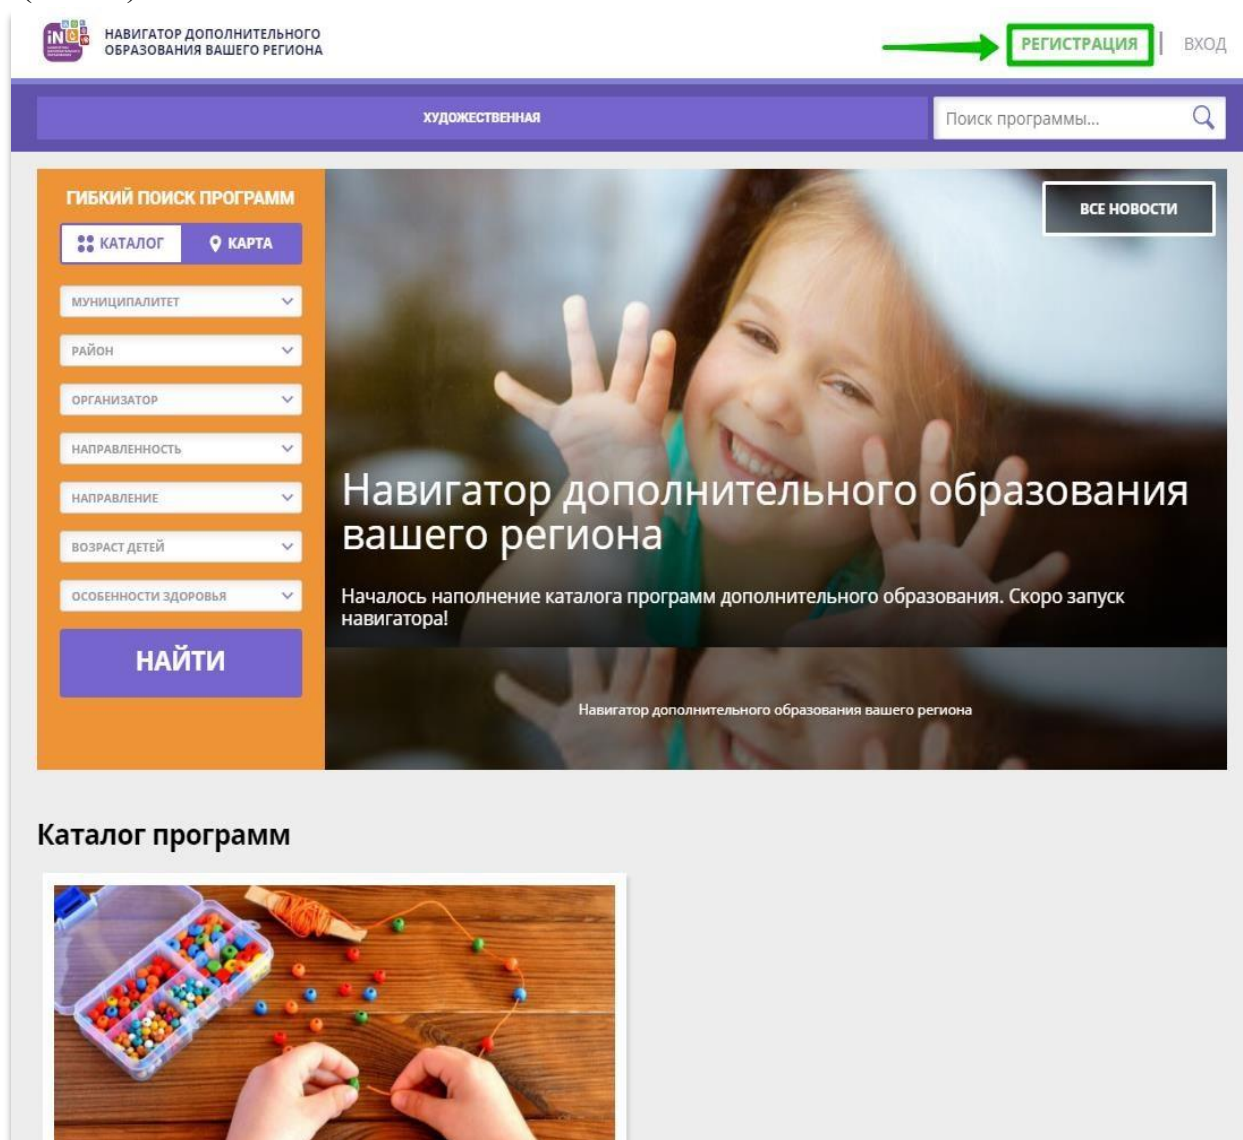 НАВИГАТОР ДОПОЛНИТЕЛЬНОГО
ОБРАЗОВАНИЯ ВАШЕГО РЕГИОНА
РЕГИСТРАЦИЯ
ВХОД
ХУДОЖЕСТВЕННАЯ
Поиск программы...
ГИБКИЙ ПОИСК ПРОГРАММ
КАТАЛОГ
КАРТА
МУНИЦИПАЛИТЕТ
РАЙОН
ОРГАНИЗАТОР
НАПРАВЛЕННОСТЬ
НАПРАВЛЕНИЕ
ВОЗРАСТ ДЕТЕЙ
ОСОБЕННОСТИ ЗДОРОВЬЯ
НАЙТИ
ВСЕ НОВОСТИ
Навигатор дополнительного образования
вашего региона
Началось наполнение каталога программ дополнительного образования. Скоро запуск
навигатора!
Навигатор дополнительного образования вашего региона
Каталог программ